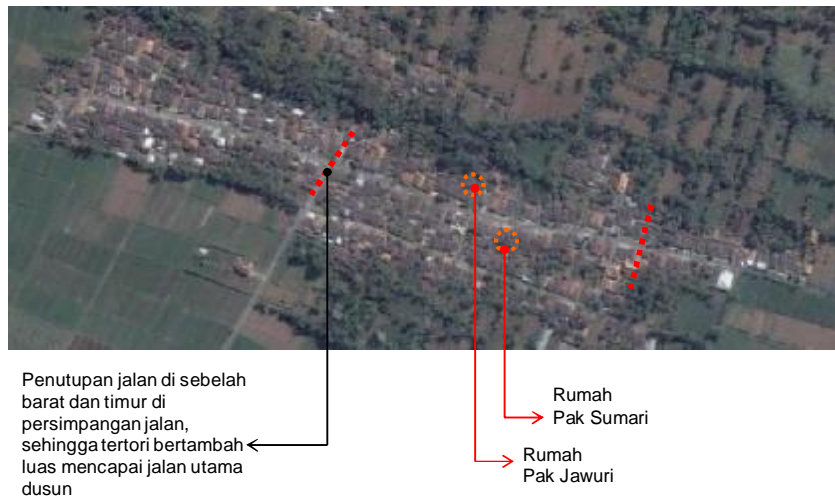 Penutupan jalan di sebelah
barat dan timur di
persimpangan jalan,
sehingga tertori bertambah
luas mencapai jalan utama
dusun
Rumah
Pak Sumari
Rumah
Pak Jawuri